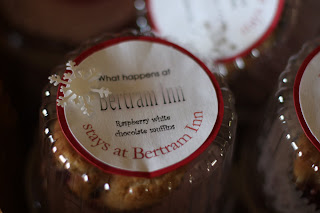 What happens at
Bertram Inn
Raspberry white
chocolate muffins
stays at Bertram Inn